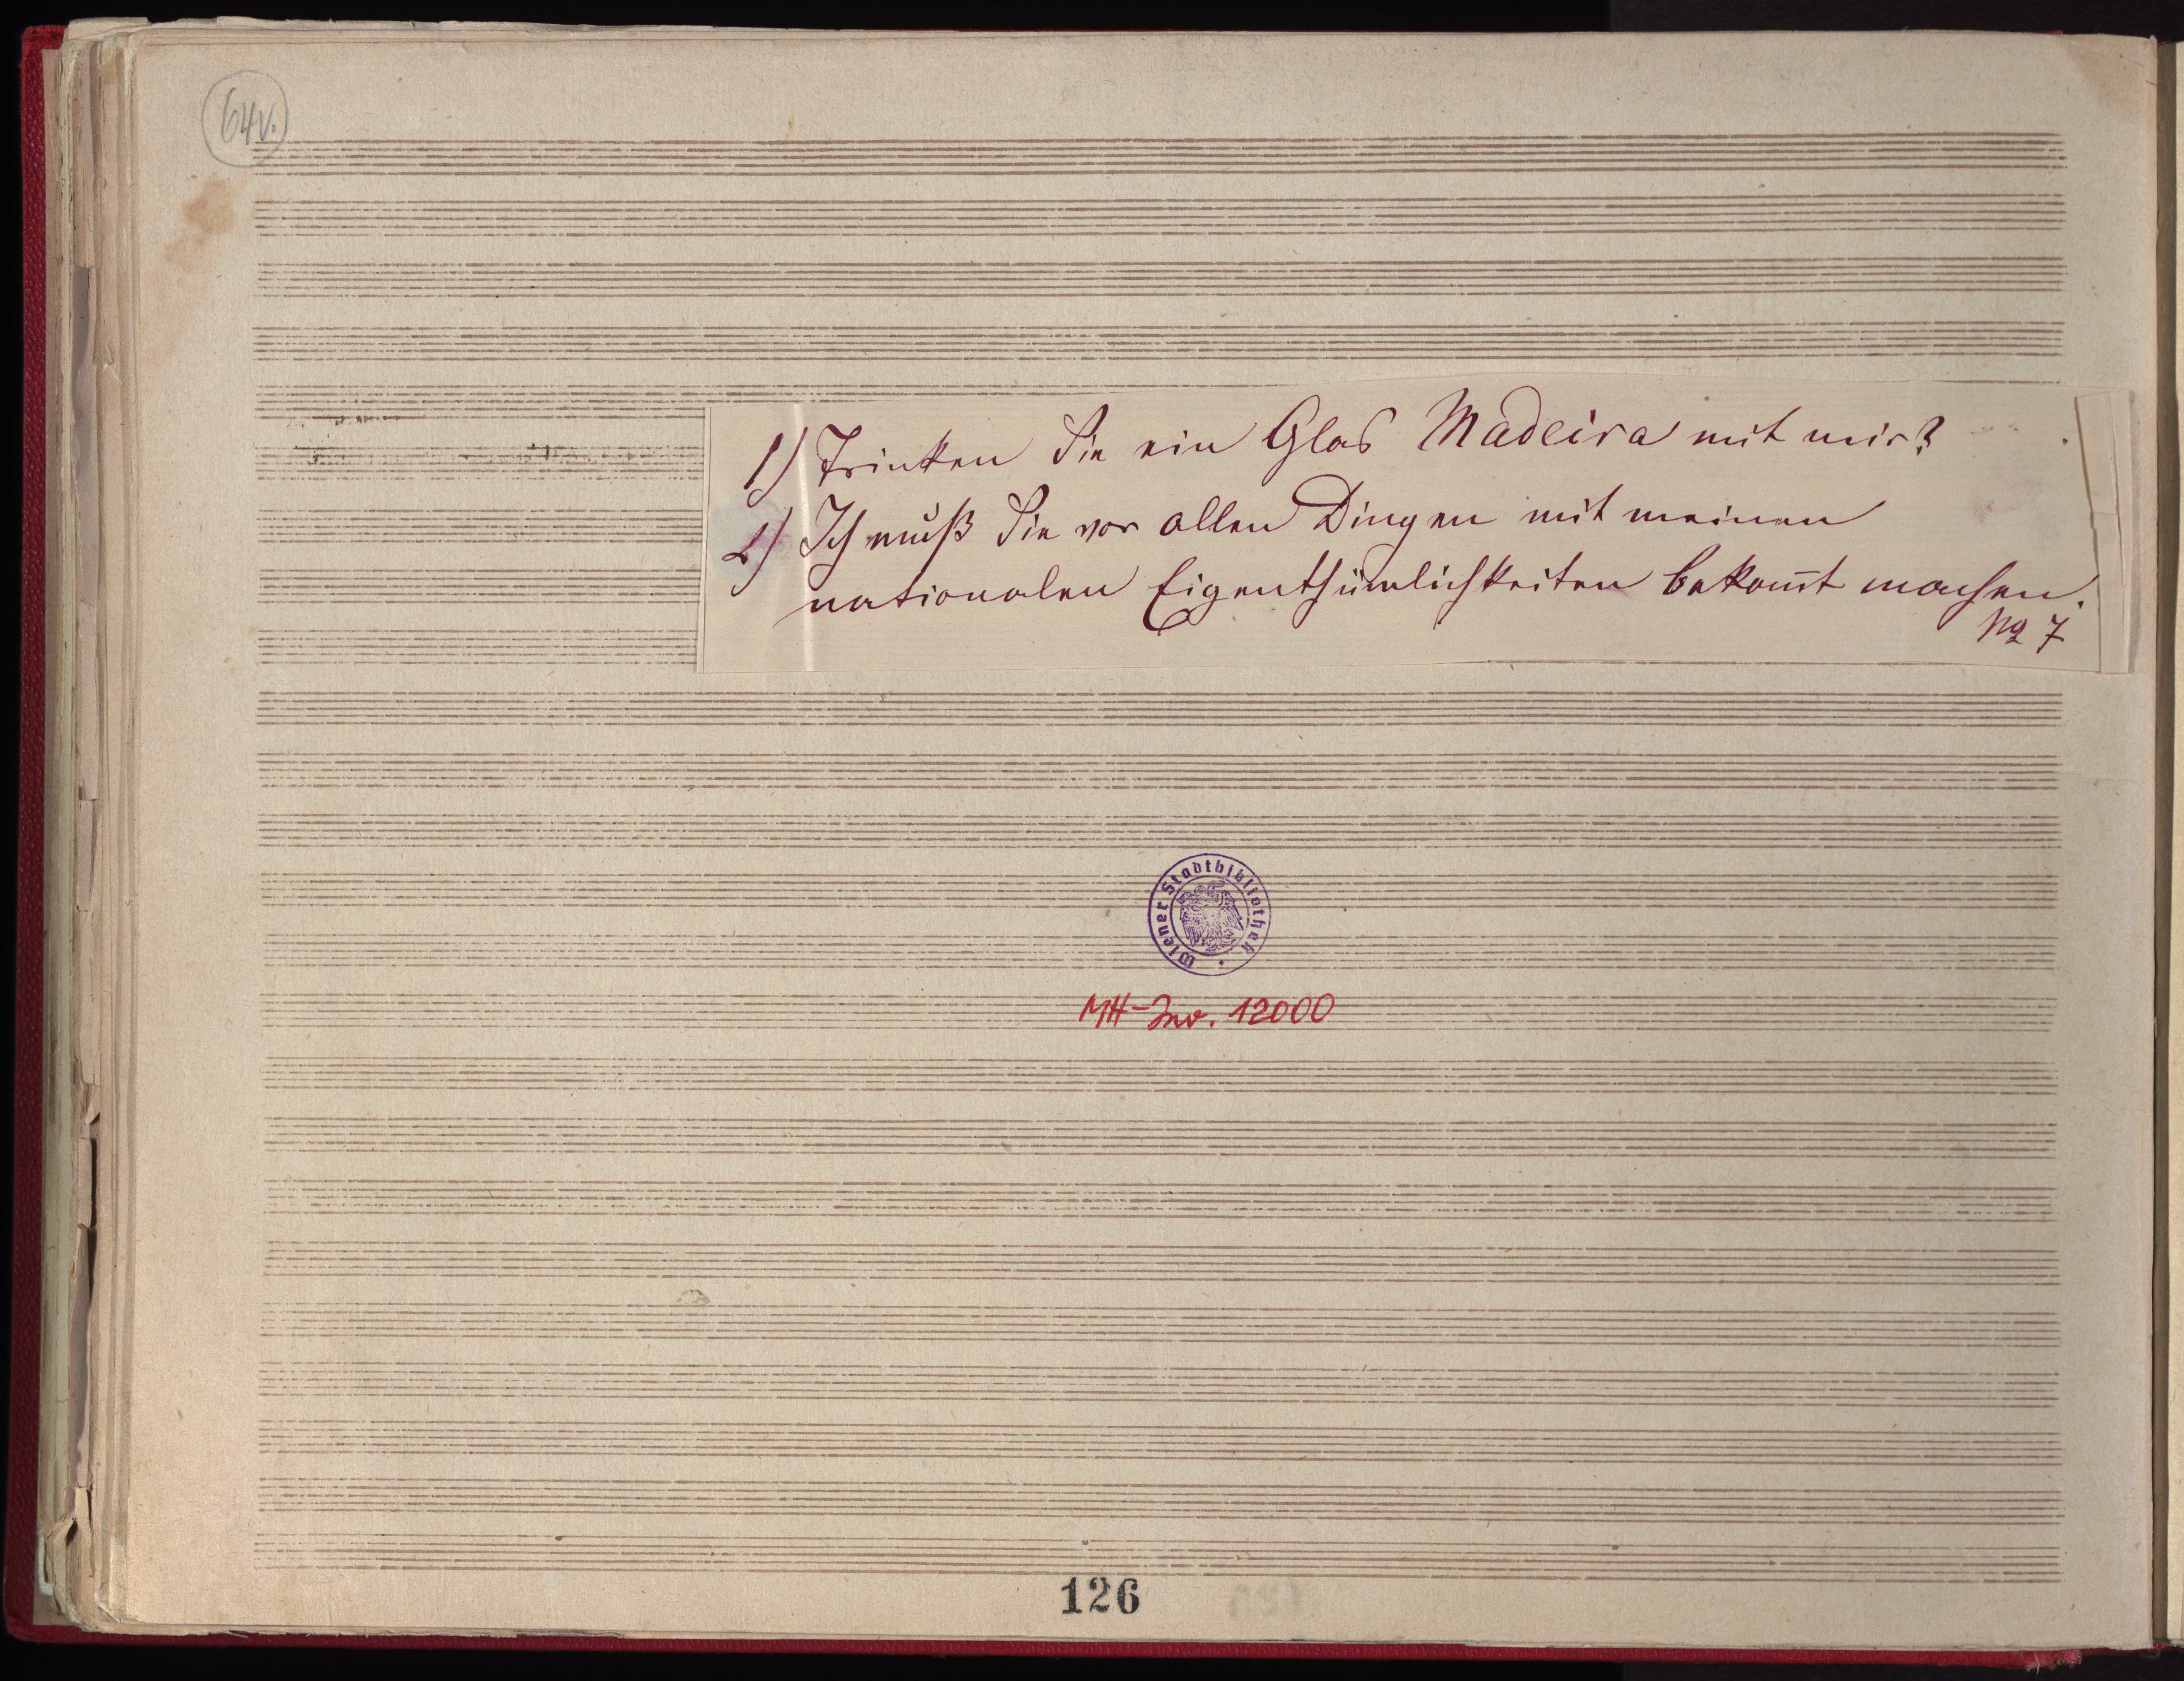 64v.
1) Trinken Sie ein Glas Madeira mit mir?
2) Ich muß Sie vor allen Dingen mit meinen
nationalen Eigenthümlichkeiten bekan̄t machen.
No 7
Wiener Stadtbibliothek
MH-Inv. 12000
126